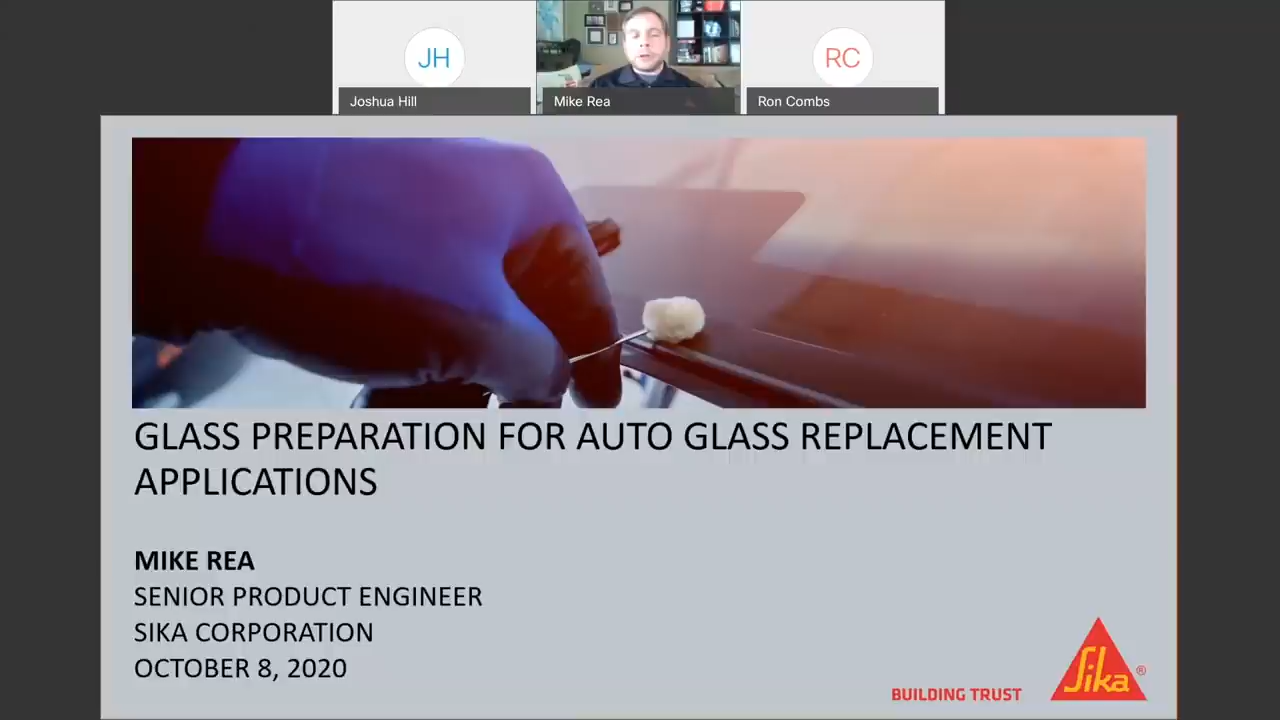 JH
RC
Joshua Hill
Mike Rea
Ron Combs
GLASS PREPARATION FOR AUTO GLASS REPLACEMENT
APPLICATIONS
MIKE REA
SENIOR PRODUCT ENGINEER
SIKA CORPORATION
OCTOBER 8, 2020
BUILDING TRUST
Sika®